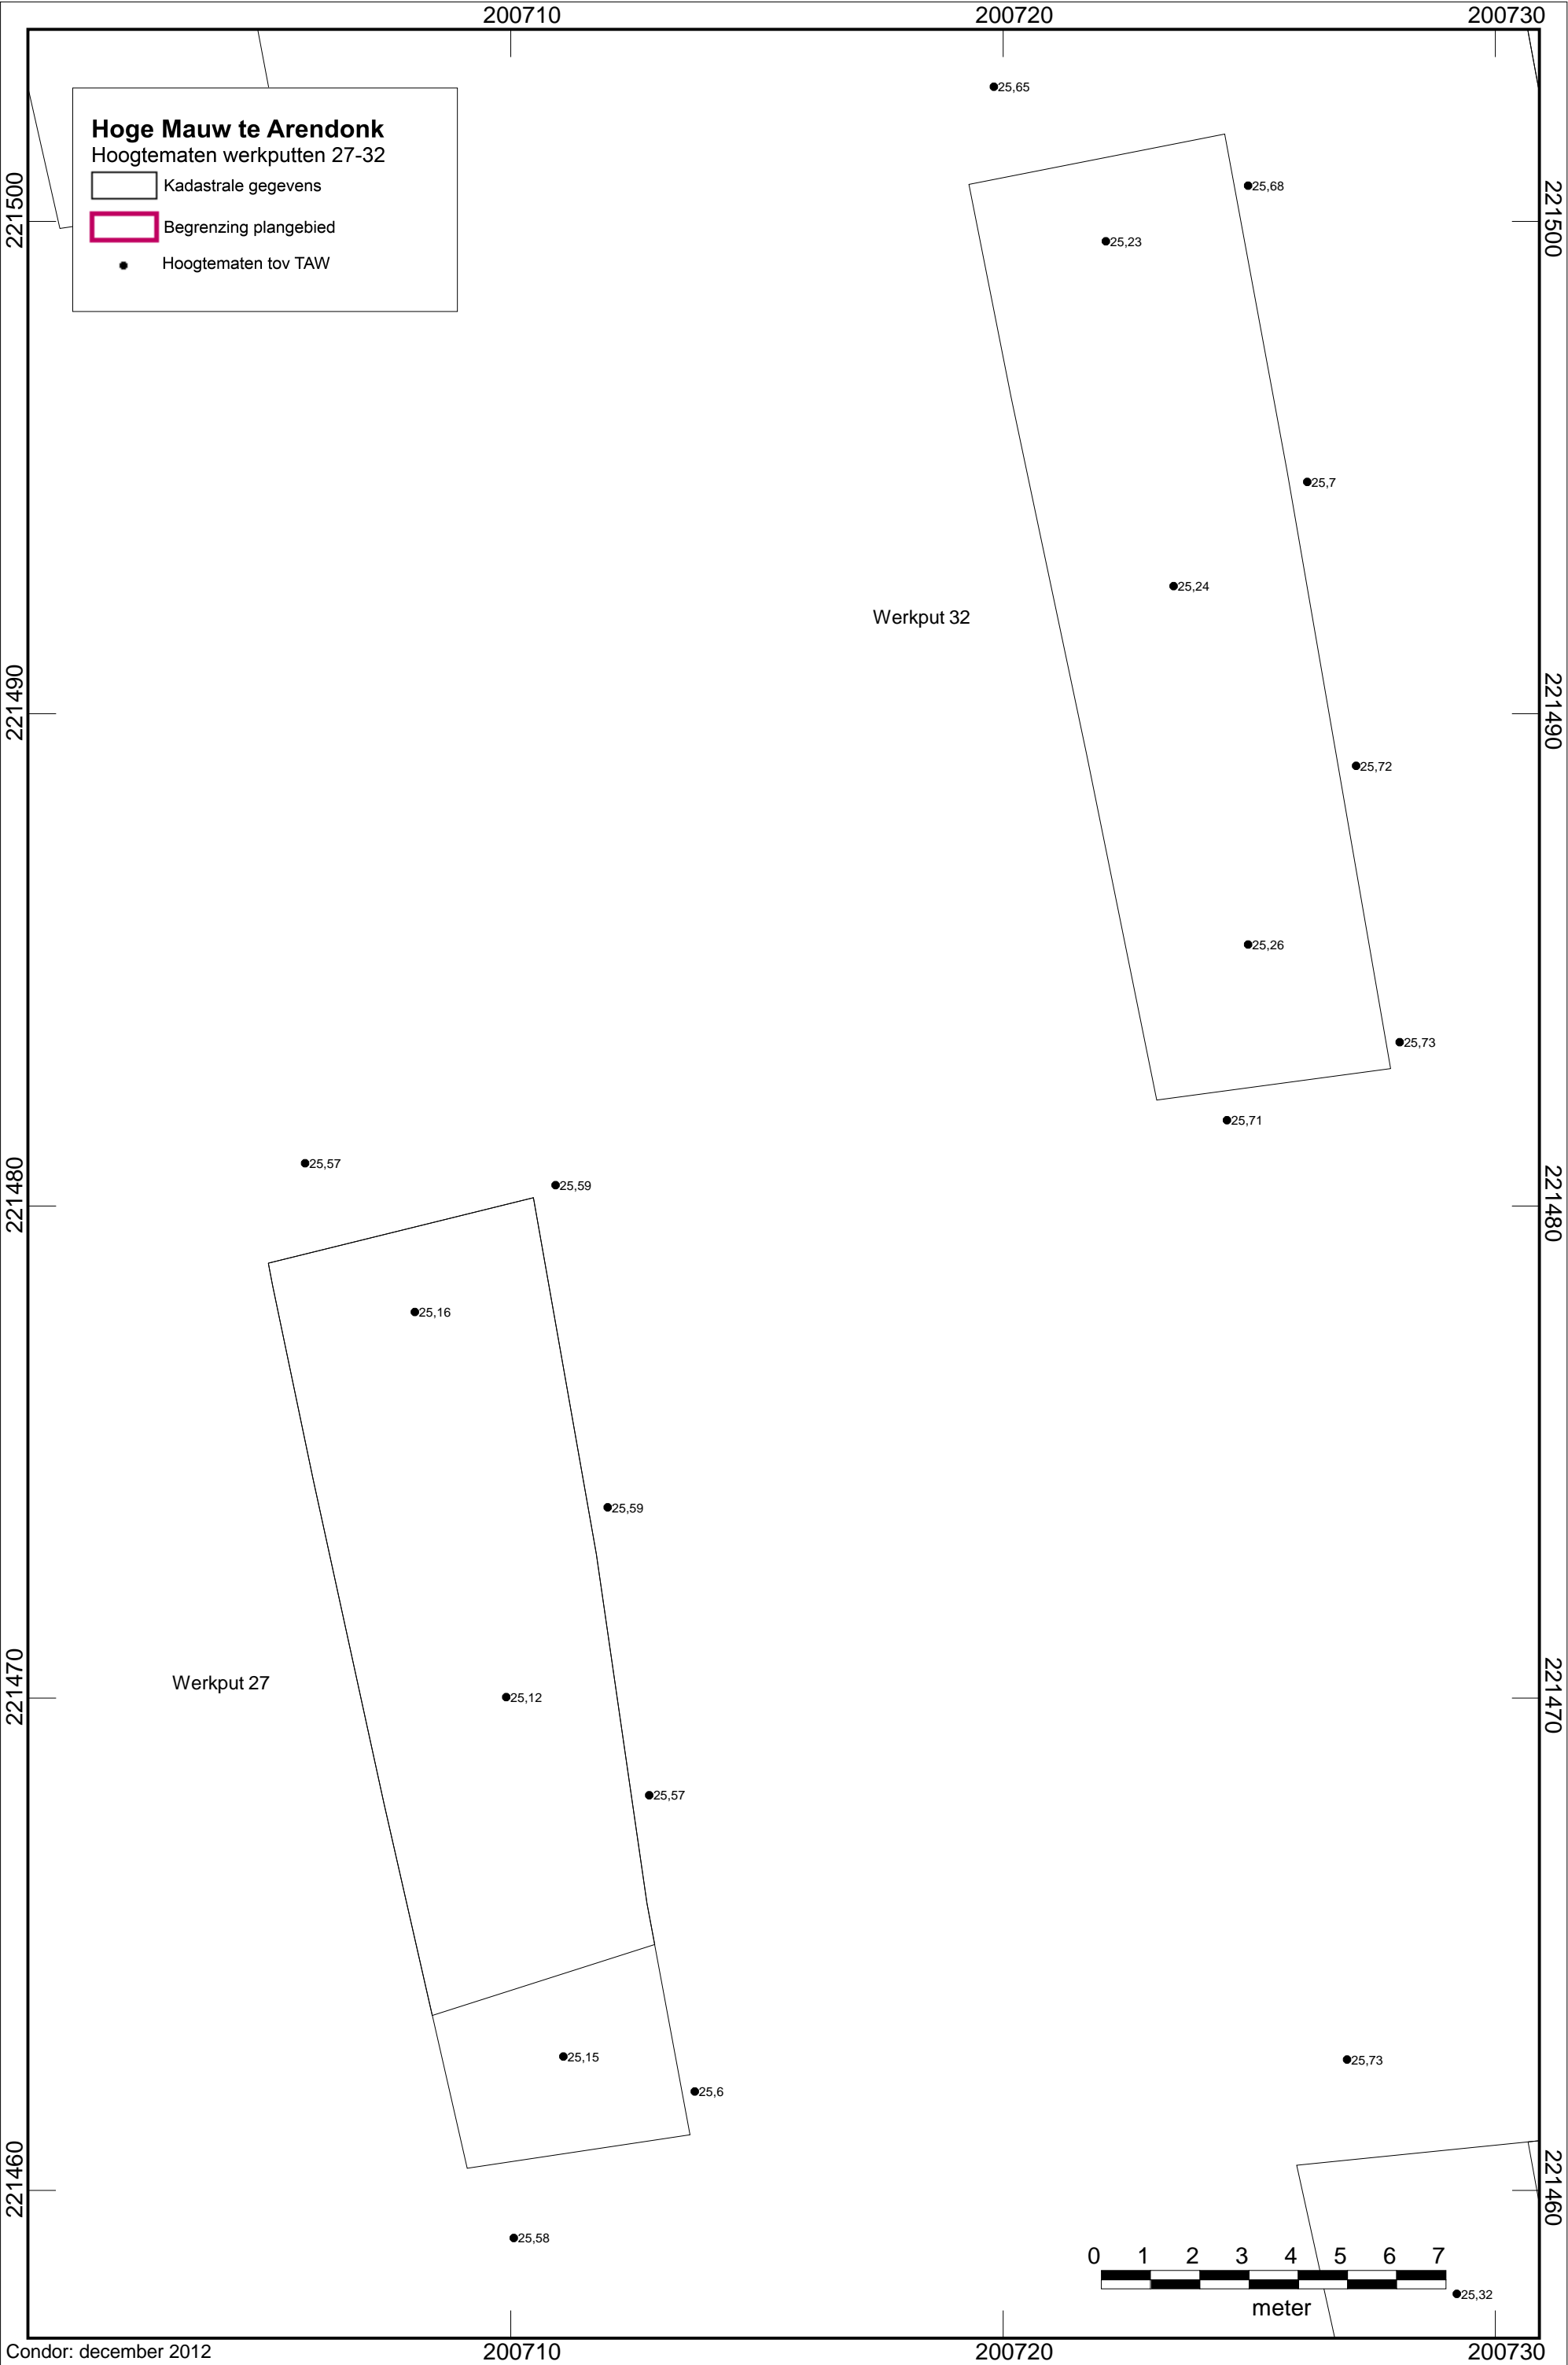 200710 200720 200730
25,65
Hoge Mauw te Arendonk
Hoogtematen werkputten 27-32
Kadastrale gegevens
Begrenzing plangebied
Hoogtematen tov TAW
221500
221500
25,68
25,23
25,7
25,24
Werkput 32
221490
221490
25,72
25,26
25,73
25,71
25,57
25,59
221480
221480
25,16
25,59
Werkput 27
221470
221470
25,12
25,57
25,15
25,73
25,6
221460
221460
25,58
0 1 2 3 4 5 6 7
25,32
meter
Condor: december 2012
200710 200720 200730